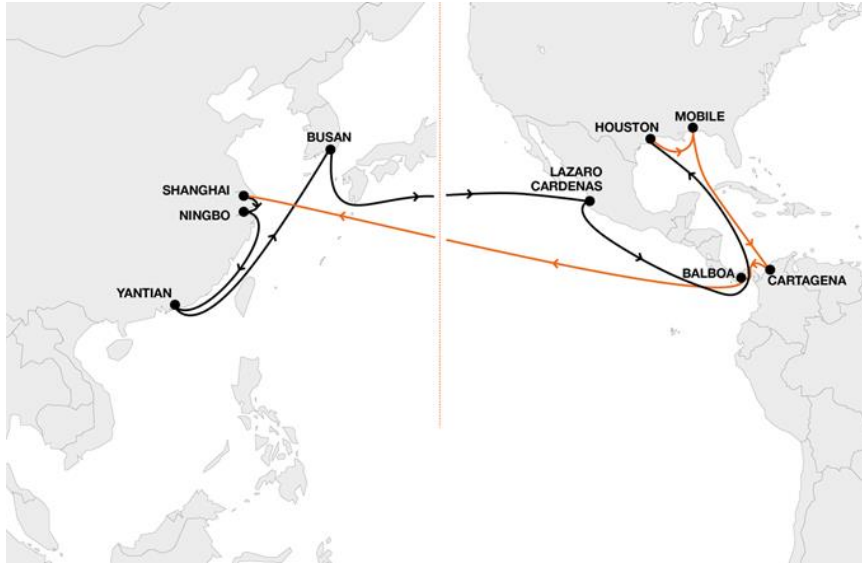 MOBILE
HOUSTON
BUSAN
LAZARO
CARDENAS
SHANGHAI
NINGBO
BALBOA
CARTAGENA
YANTIAN